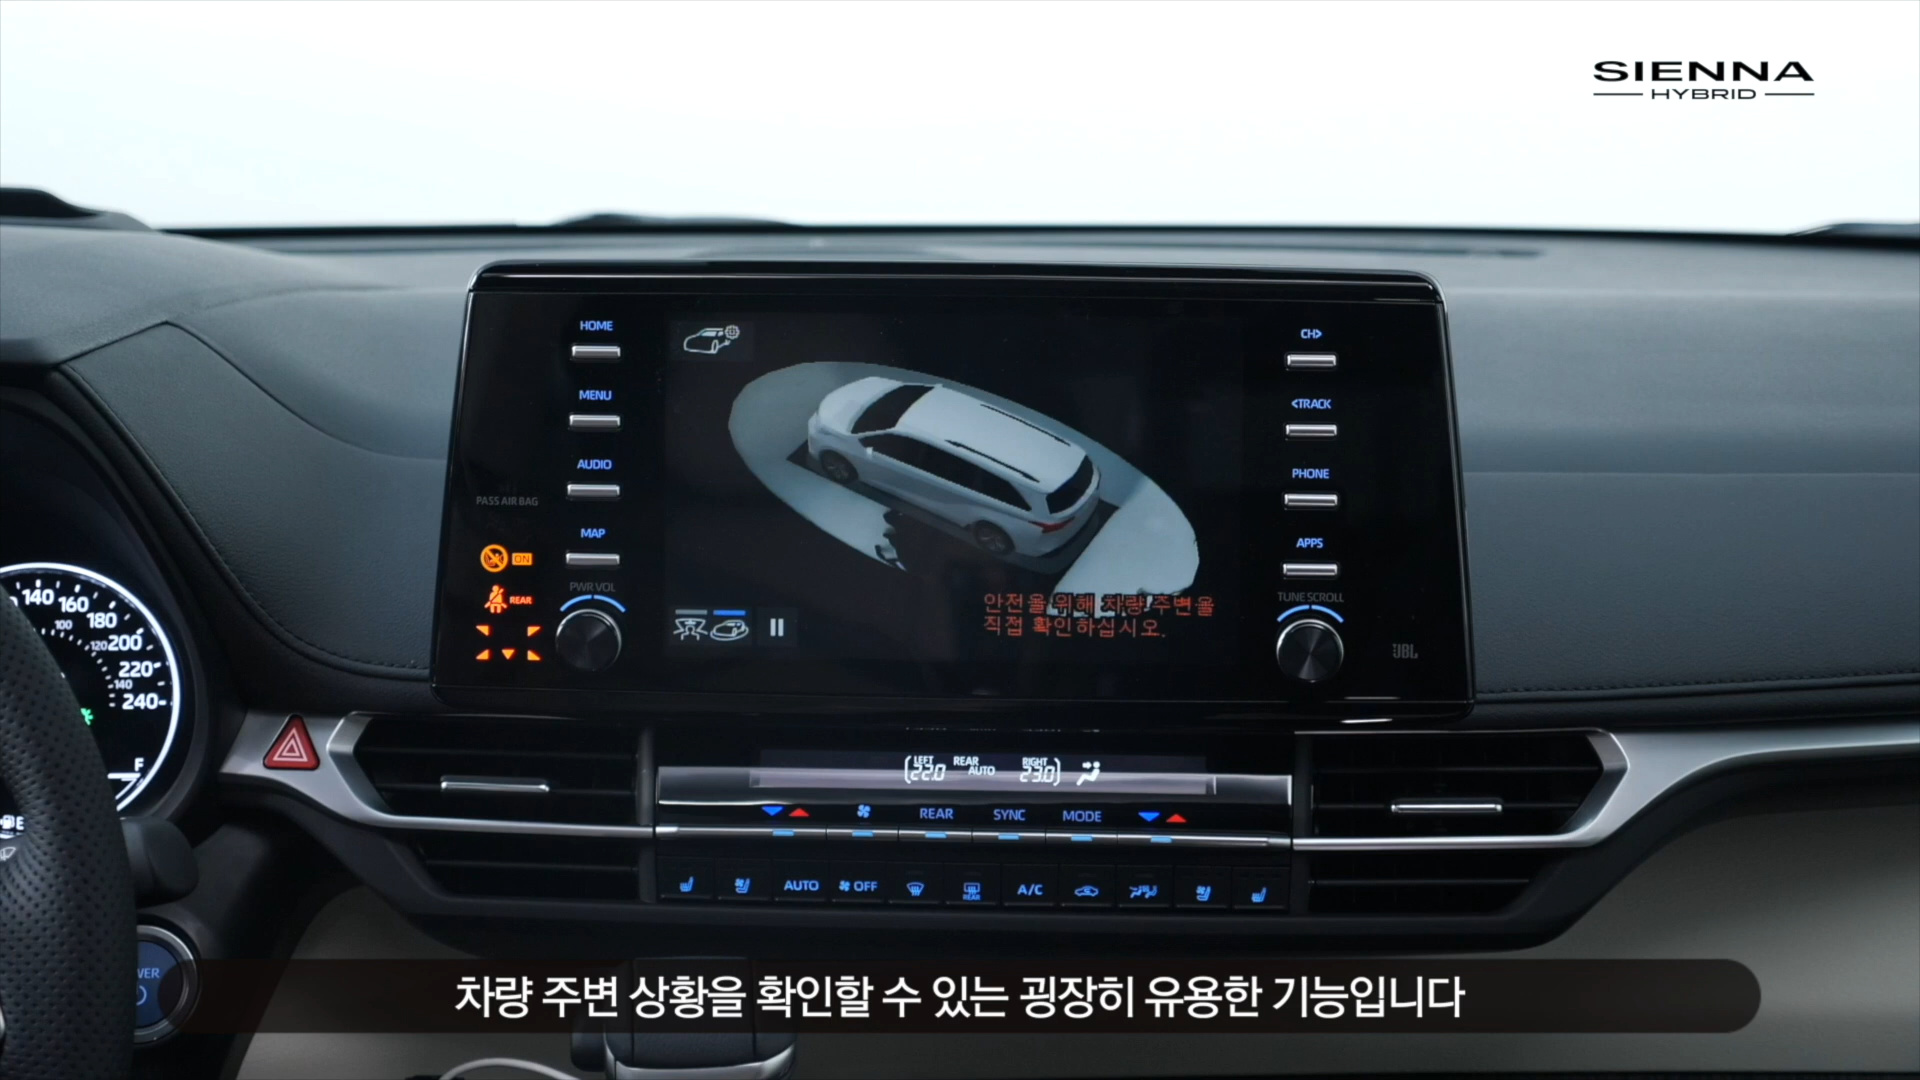 SIENNA
HYBRID
HOME
MENU
AUDIO
MAP
PASS AIR BAG
ON
REAR
PWR VOL
CH>
<TRACK
PHONE
APPS
TUNE SCROLL
JBL
안전을 위해 차량 주변을
직접 확인하십시오.
140
160
180
200
220
240
100
120
140
F
E
LEFT
22.0
REAR
AUTO
RIGHT
23.0
REAR
SYNC
MODE
AUTO
OFF
REAR
A/C
차량 주변 상황을 확인할 수 있는 굉장히 유용한 기능입니다